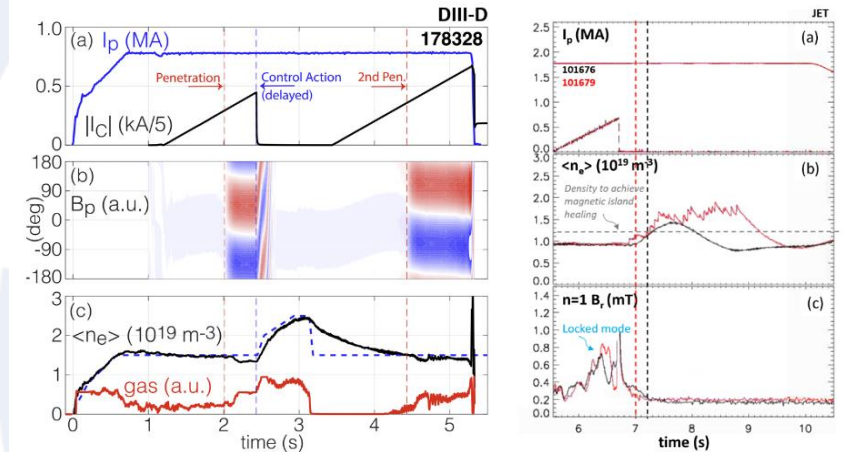 DIII-D
178328
(a) Ip (MA)
Penetration
Control Action
(delayed)
2nd Pen.
|IC| (kA/5)
1.0
0.5
0
(b)
Bp (a.u.)
(deg)
180
90
0
-90
-180
(c)
<ne> (10^19 m-3)
gas (a.u.)
3
2
1
0
0 1 2 3 4 5
time (s)
JET
Ip (MA)
(a)
101676
101679
2.5
2.0
1.5
1.0
0.5
0.0
<ne> (10^19 m^-3)
(b)
Density to achieve
magnetic island
healing
3.0
2.5
2.0
1.5
1.0
0.5
0.0
n=1 Br (mT)
(c)
Locked mode
1.4
1.2
1.0
0.8
0.6
0.4
0.2
0.0
6 7 8 9 10
time (s)